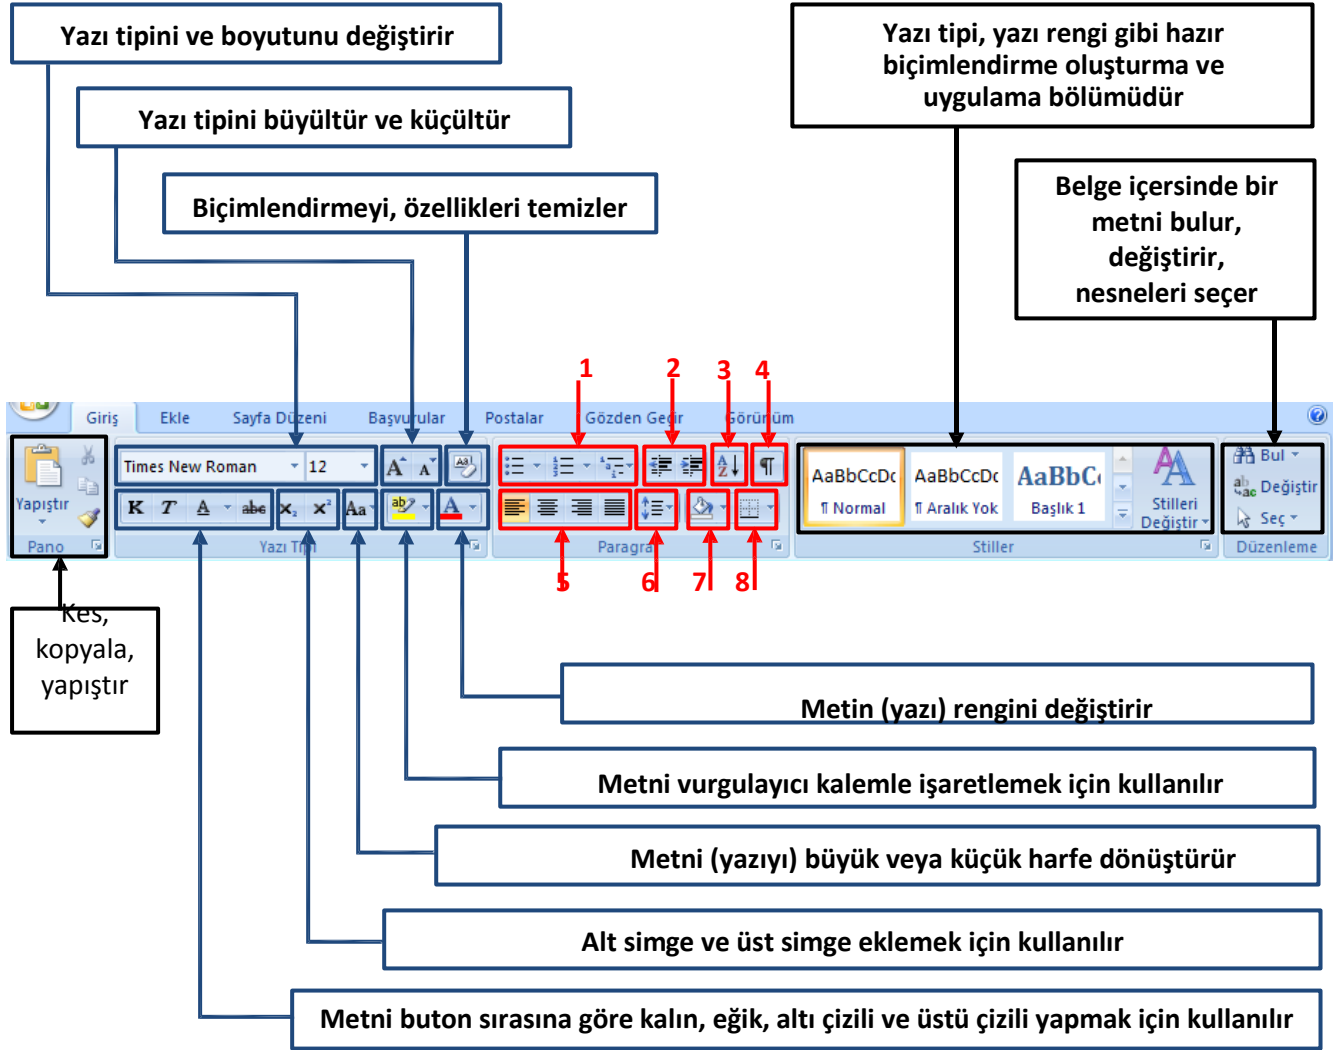 Yazı tipini ve boyutunu değiştirir
Yazı tipi, yazı rengi gibi hazır
biçimlendirme oluşturma ve
uygulama bölümüdür
Yazı tipini büyültür ve küçültür
Biçimlendirmeyi, özellikleri temizler
Belge içersinde bir
metni bulur,
değiştirir,
nesneleri seçer
1 2 3 4
Giriş Ekle Sayfa Düzeni Başvurular Postalar Gözden Geçir Görünüm
Times New Roman 12 A A Aa
Bul
AaBbCcDc AaBbCcDc AaBbC
Değiştir
Yapıştır
K T A abe x₂ x² Aa ab A
¶ Normal ¶ Aralık Yok Başlık 1
Stilleri
Değiştir
Seç
Pano Yazı Tipi Paragraf Stiller Düzenleme
5 6 7 8
Kes,
kopyala,
yapıştır
Metin (yazı) rengini değiştirir
Metni vurgulayıcı kalemle işaretlemek için kullanılır
Metni (yazıyı) büyük veya küçük harfe dönüştürür
Alt simge ve üst simge eklemek için kullanılır
Metni buton sırasına göre kalın, eğik, altı çizili ve üstü çizili yapmak için kullanılır